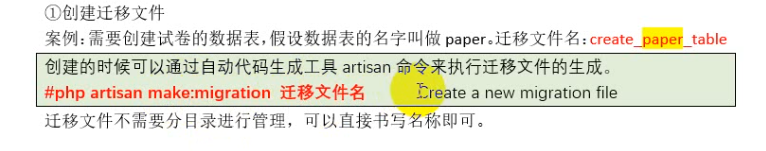 ①创建迁移文件
案例:需要创建试卷的数据表,假设数据表的名字叫做 paper。迁移文件名:create_paper_table
创建的时候可以通过自动代码生成工具 artisan 命令来执行迁移文件的生成。
#php artisan make:migration 迁移文件名 Create a new migration file
迁移文件不需要分目录进行管理，可以直接书写名称即可。